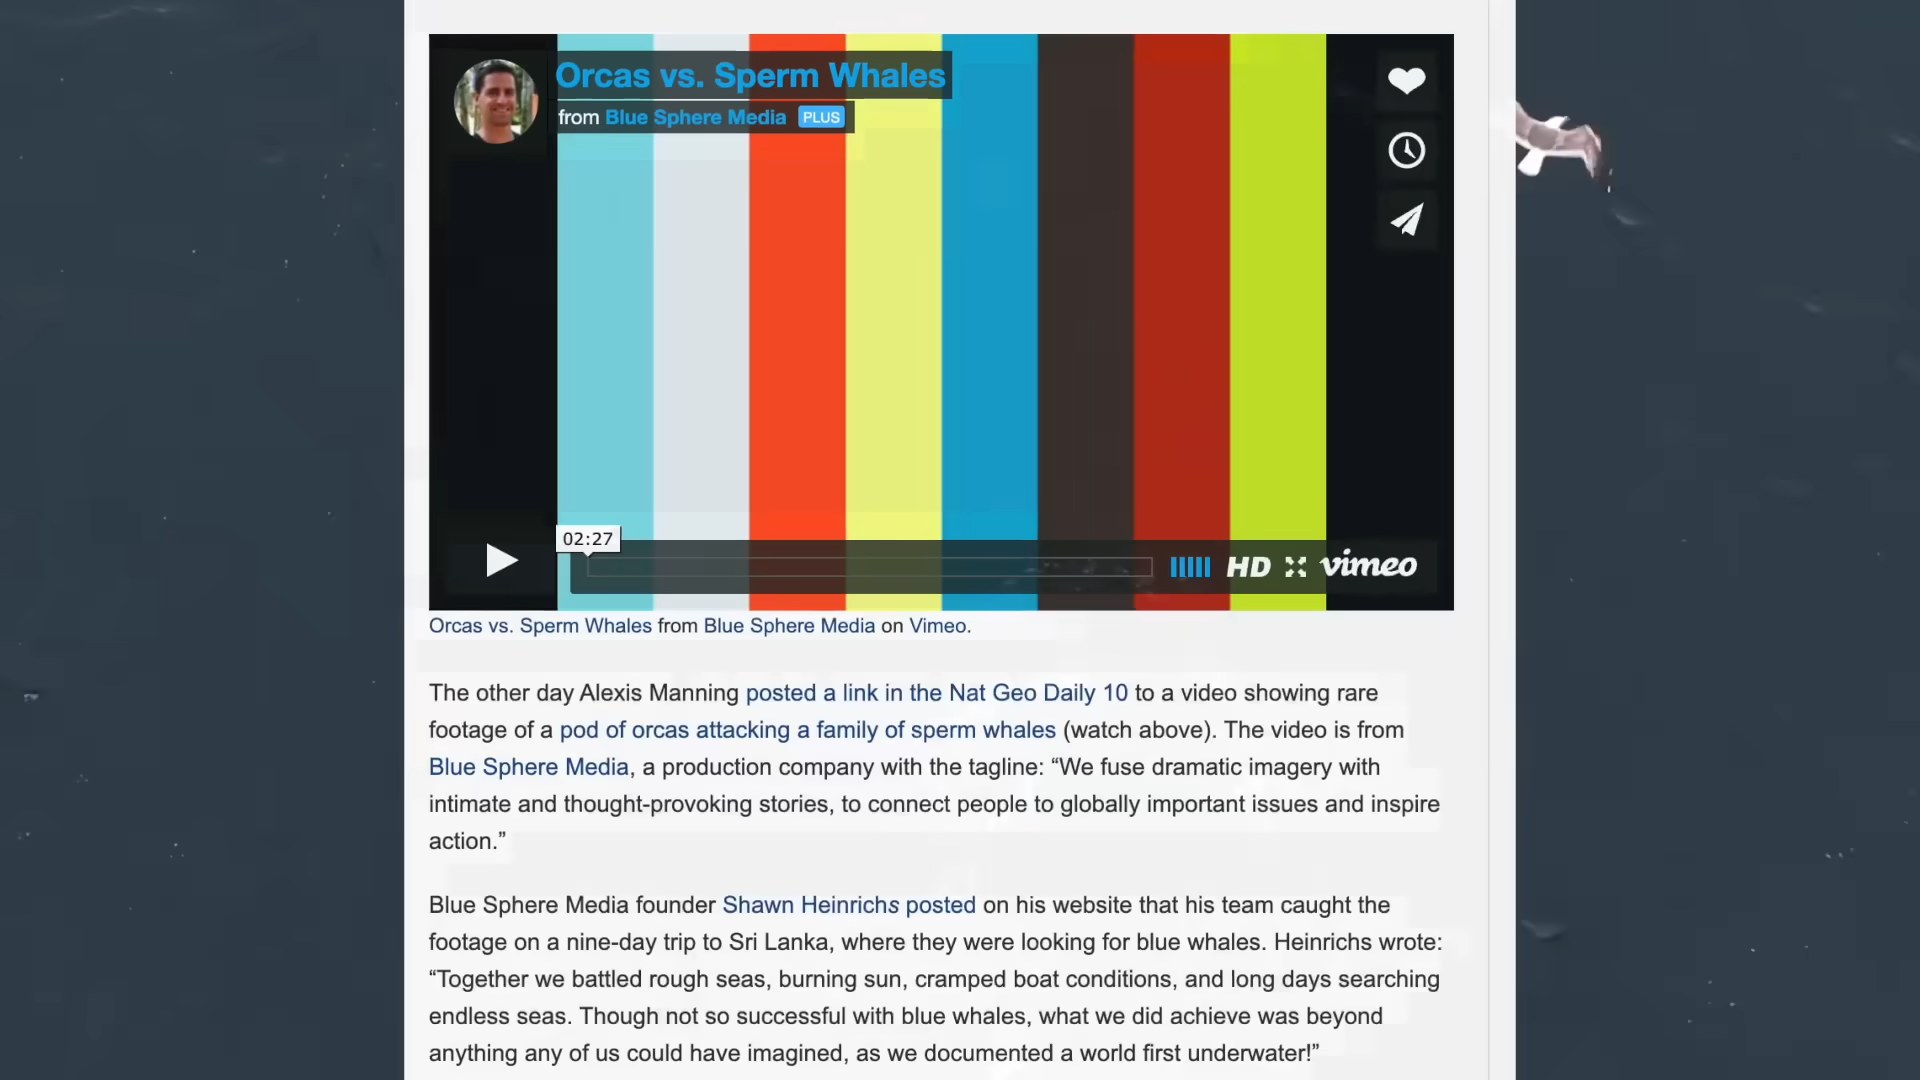 Orcas vs. Sperm Whales
from Blue Sphere Media PLUS
02:27
HD vimeo
Orcas vs. Sperm Whales from Blue Sphere Media on Vimeo.
The other day Alexis Manning posted a link in the Nat Geo Daily 10 to a video showing rare
footage of a pod of orcas attacking a family of sperm whales (watch above). The video is from
Blue Sphere Media, a production company with the tagline: “We fuse dramatic imagery with
intimate and thought-provoking stories, to connect people to globally important issues and inspire
action.”
Blue Sphere Media founder Shawn Heinrichs posted on his website that his team caught the
footage on a nine-day trip to Sri Lanka, where they were looking for blue whales. Heinrichs wrote:
“Together we battled rough seas, burning sun, cramped boat conditions, and long days searching
endless seas. Though not so successful with blue whales, what we did achieve was beyond
anything any of us could have imagined, as we documented a world first underwater!”